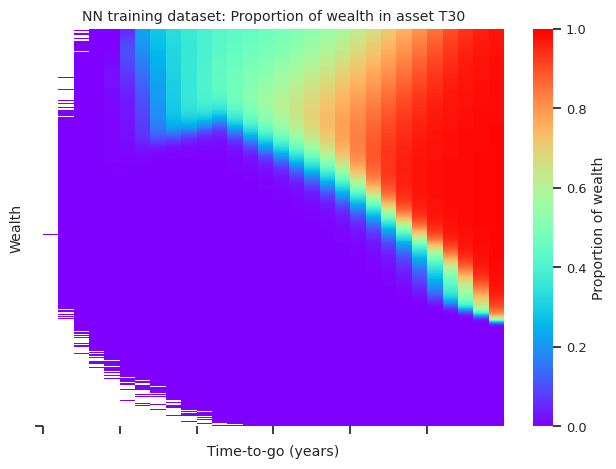 NN training dataset: Proportion of wealth in asset T30
Wealth
Time-to-go (years)
1.0
0.8
0.6
0.4
0.2
0.0
Proportion of wealth